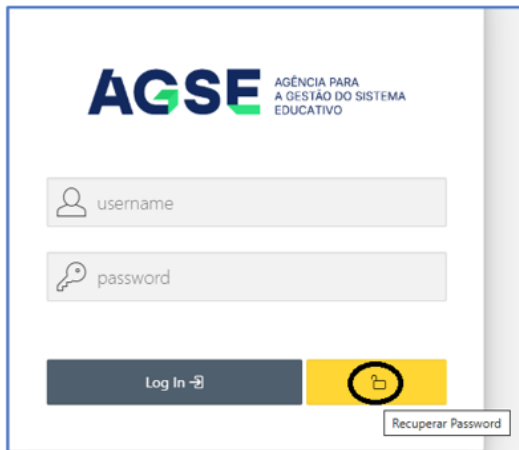 AGSE
AGÊNCIA PARA
A GESTÃO DO SISTEMA
EDUCATIVO
username
password
Log In
Recuperar Password